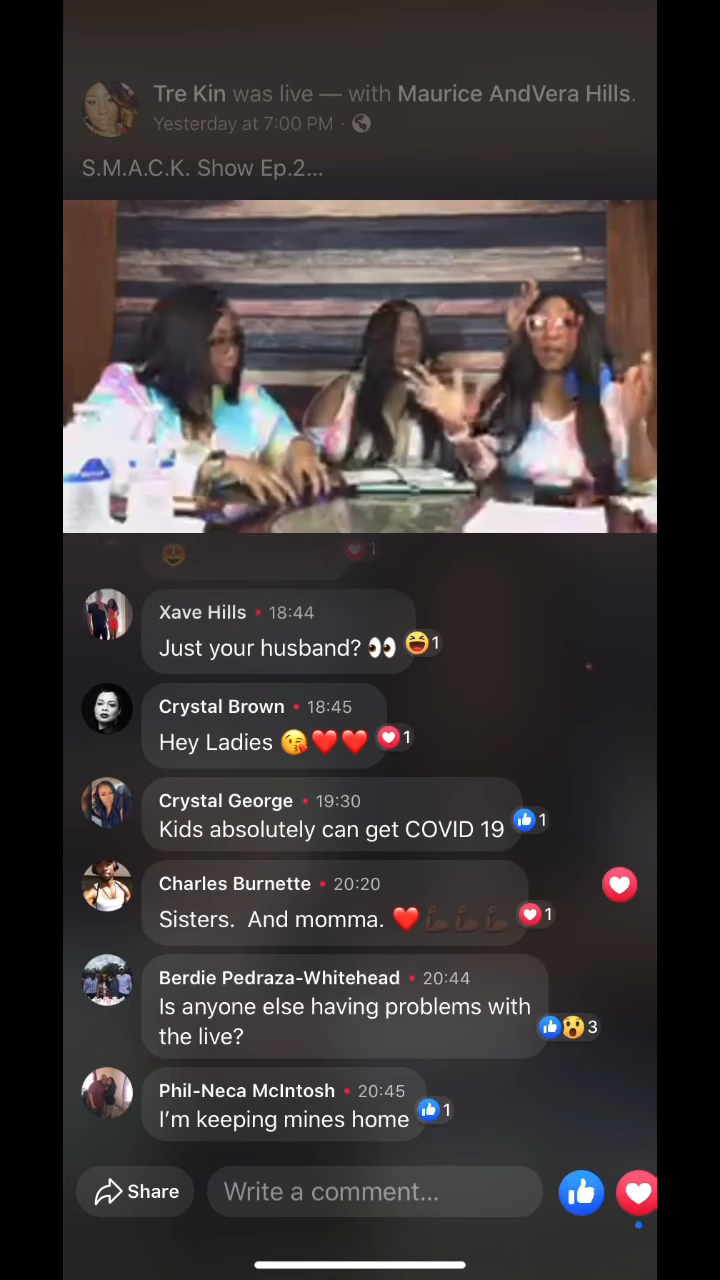 Tre Kin was live — with Maurice AndVera Hills.
Yesterday at 7:00 PM ·
S.M.A.C.K. Show Ep.2...
1
Xave Hills • 18:44
Just your husband? 👀 😆 1
Crystal Brown • 18:45
Hey Ladies 😘❤️❤️ 1
Crystal George • 19:30
Kids absolutely can get COVID 19 1
Charles Burnette • 20:20
Sisters. And momma. ❤️💪🏿💪🏿💪🏿 1
Berdie Pedraza-Whitehead • 20:44
Is anyone else having problems with
the live? 3
Phil-Neca McIntosh • 20:45
I'm keeping mines home 1
Share Write a comment...